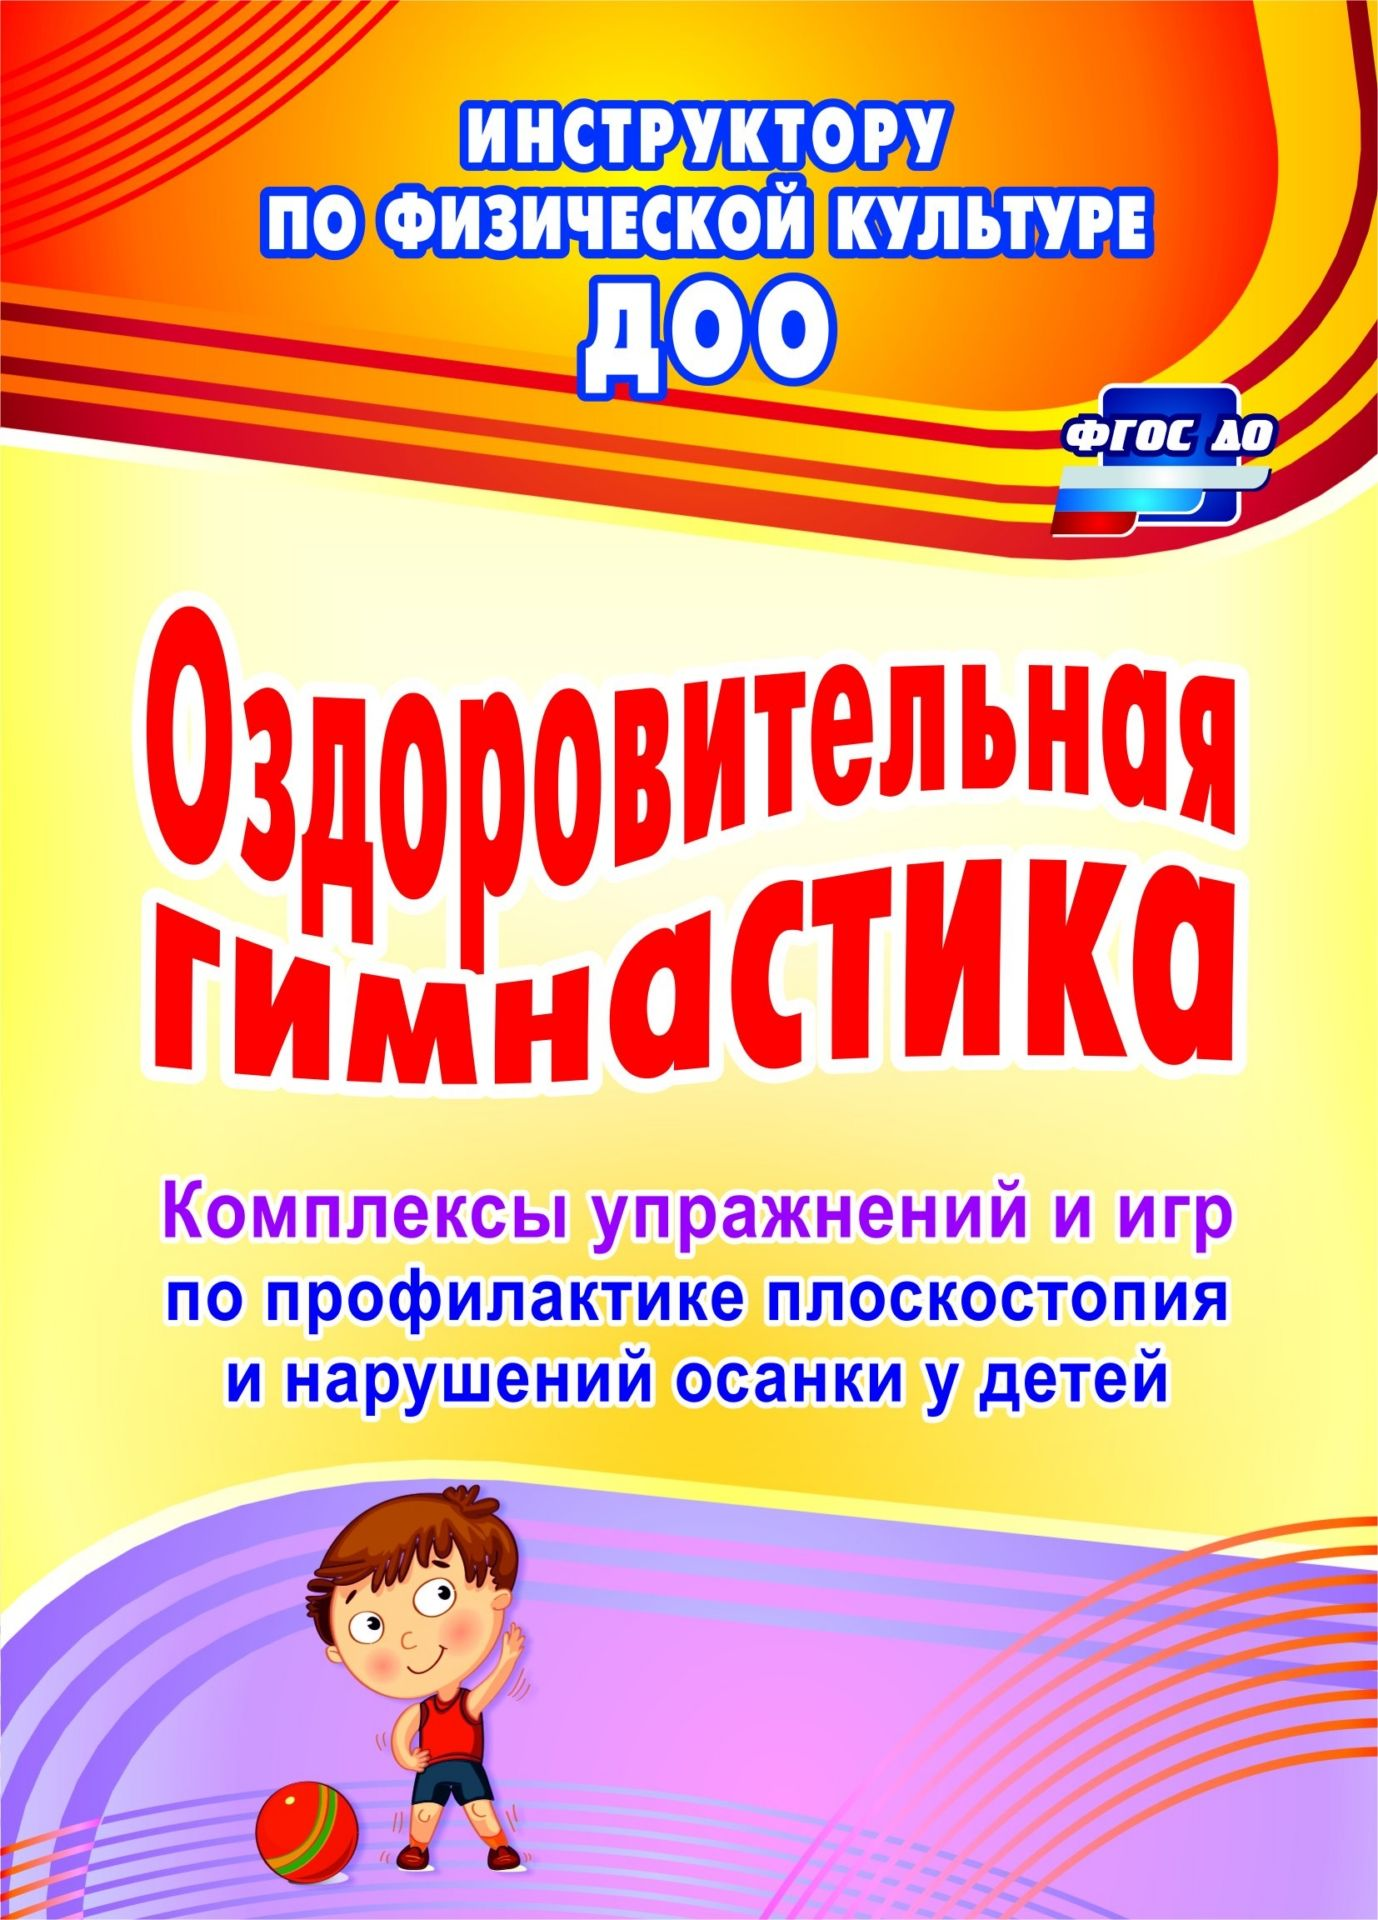 ИНСТРУКТОРУ
ПО ФИЗИЧЕСКОЙ КУЛЬТУРЕ
ДОО
ФГОС ДО
Оздоровительная
гимнастика
Комплексы упражнений и игр
по профилактике плоскостопия
и нарушений осанки у детей